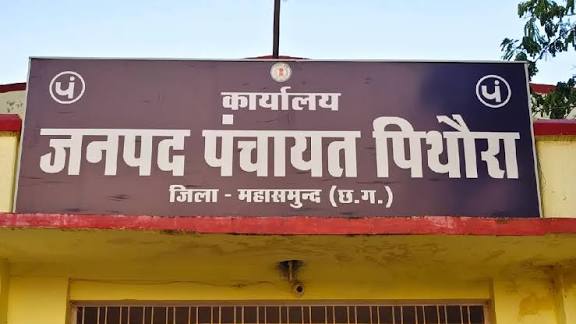 पं
पं
कार्यालय
जनपद पंचायत पिथौरा
जिला - महासमुन्द (छ.ग.)